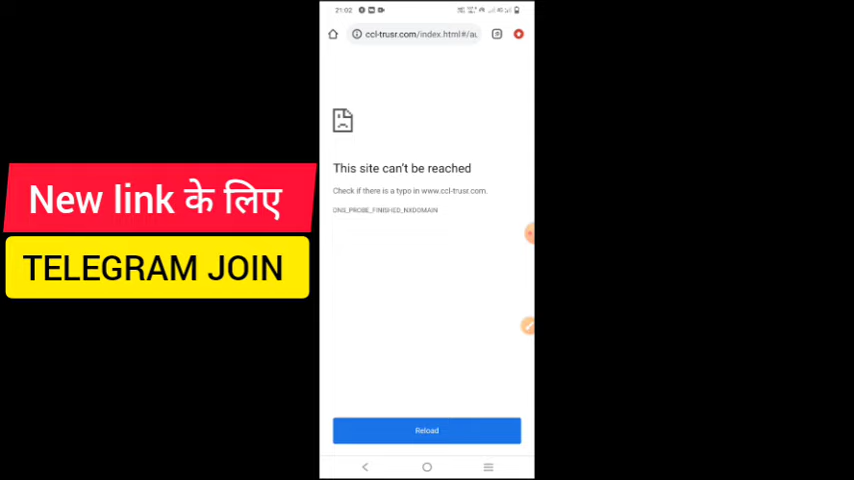 21:02
ccl-trusr.com/index.html#/au
This site can't be reached
Check if there is a typo in www.ccl-trusr.com.
DNS_PROBE_FINISHED_NXDOMAIN
New link के लिए
TELEGRAM JOIN
Reload